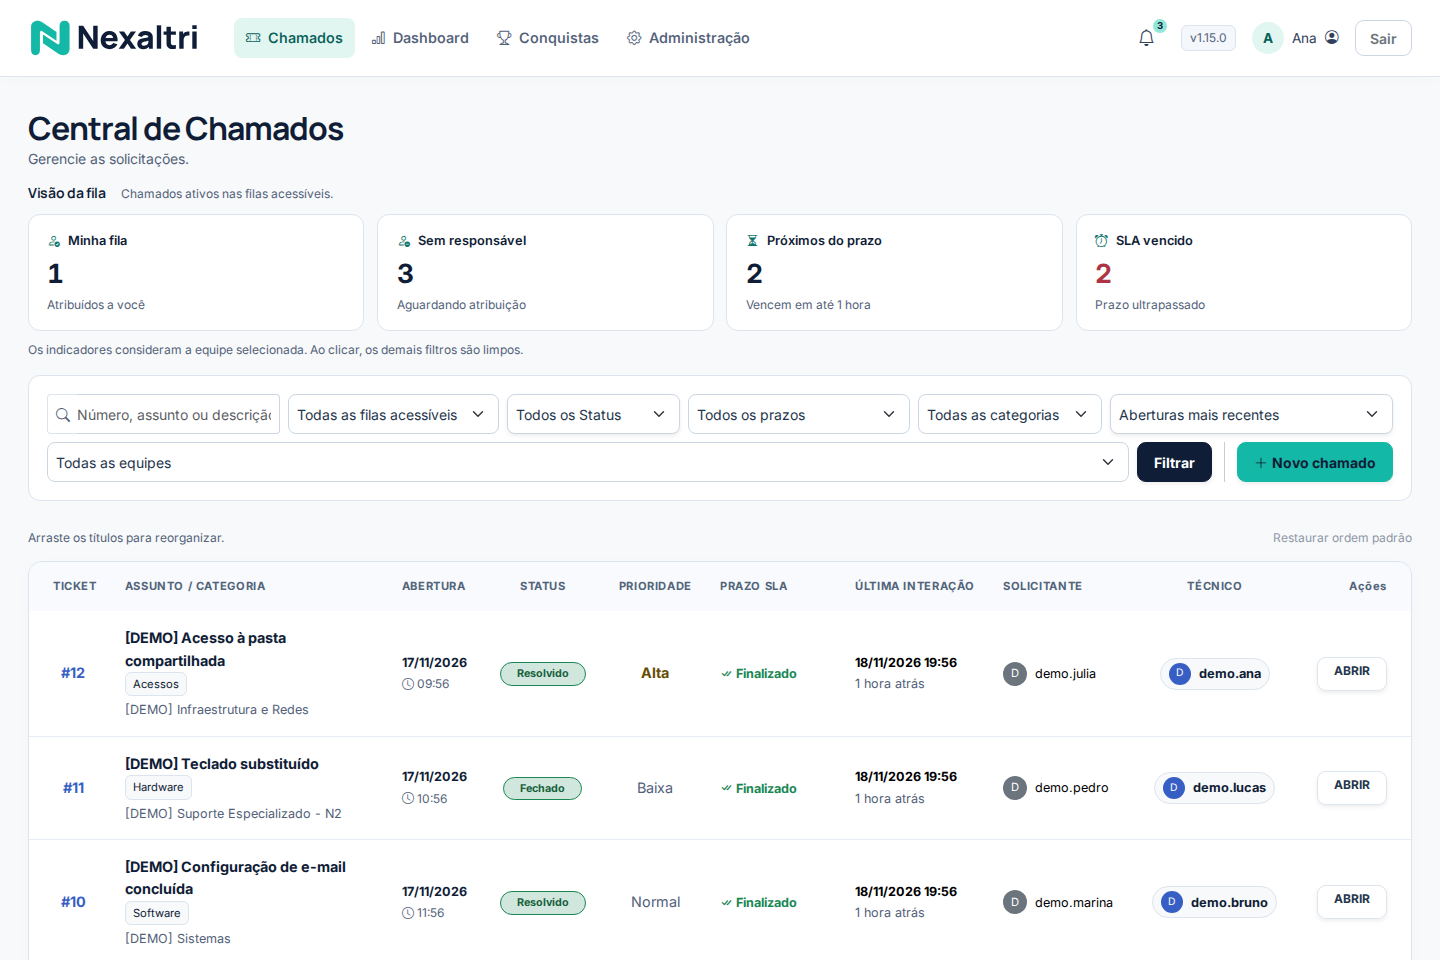 Nexaltri
Chamados
Dashboard
Conquistas
Administração
3
v1.15.0
A
Ana
Sair
Central de Chamados
Gerencie as solicitações.
Visão da fila
Chamados ativos nas filas acessíveis.
Minha fila
1
Atribuídos a você
Sem responsável
3
Aguardando atribuição
Próximos do prazo
2
Vencem em até 1 hora
SLA vencido
2
Prazo ultrapassado
Os indicadores consideram a equipe selecionada. Ao clicar, os demais filtros são limpos.
Número, assunto ou descriçã
Todas as filas acessíveis
Todos os Status
Todos os prazos
Todas as categorias
Aberturas mais recentes
Todas as equipes
Filtrar
+ Novo chamado
Arraste os títulos para reorganizar.
Restaurar ordem padrão
TICKET
ASSUNTO / CATEGORIA
ABERTURA
STATUS
PRIORIDADE
PRAZO SLA
ÚLTIMA INTERAÇÃO
SOLICITANTE
TÉCNICO
Ações
#12
[DEMO] Acesso à pasta
compartilhada
Acessos
[DEMO] Infraestrutura e Redes
17/11/2026
09:56
Resolvido
Alta
Finalizado
18/11/2026 19:56
1 hora atrás
D
demo.julia
D
demo.ana
ABRIR
#11
[DEMO] Teclado substituído
Hardware
[DEMO] Suporte Especializado - N2
17/11/2026
10:56
Fechado
Baixa
Finalizado
18/11/2026 19:56
1 hora atrás
D
demo.pedro
D
demo.lucas
ABRIR
#10
[DEMO] Configuração de e-mail
concluída
Software
[DEMO] Sistemas
17/11/2026
11:56
Resolvido
Normal
Finalizado
18/11/2026 19:56
1 hora atrás
D
demo.marina
D
demo.bruno
ABRIR